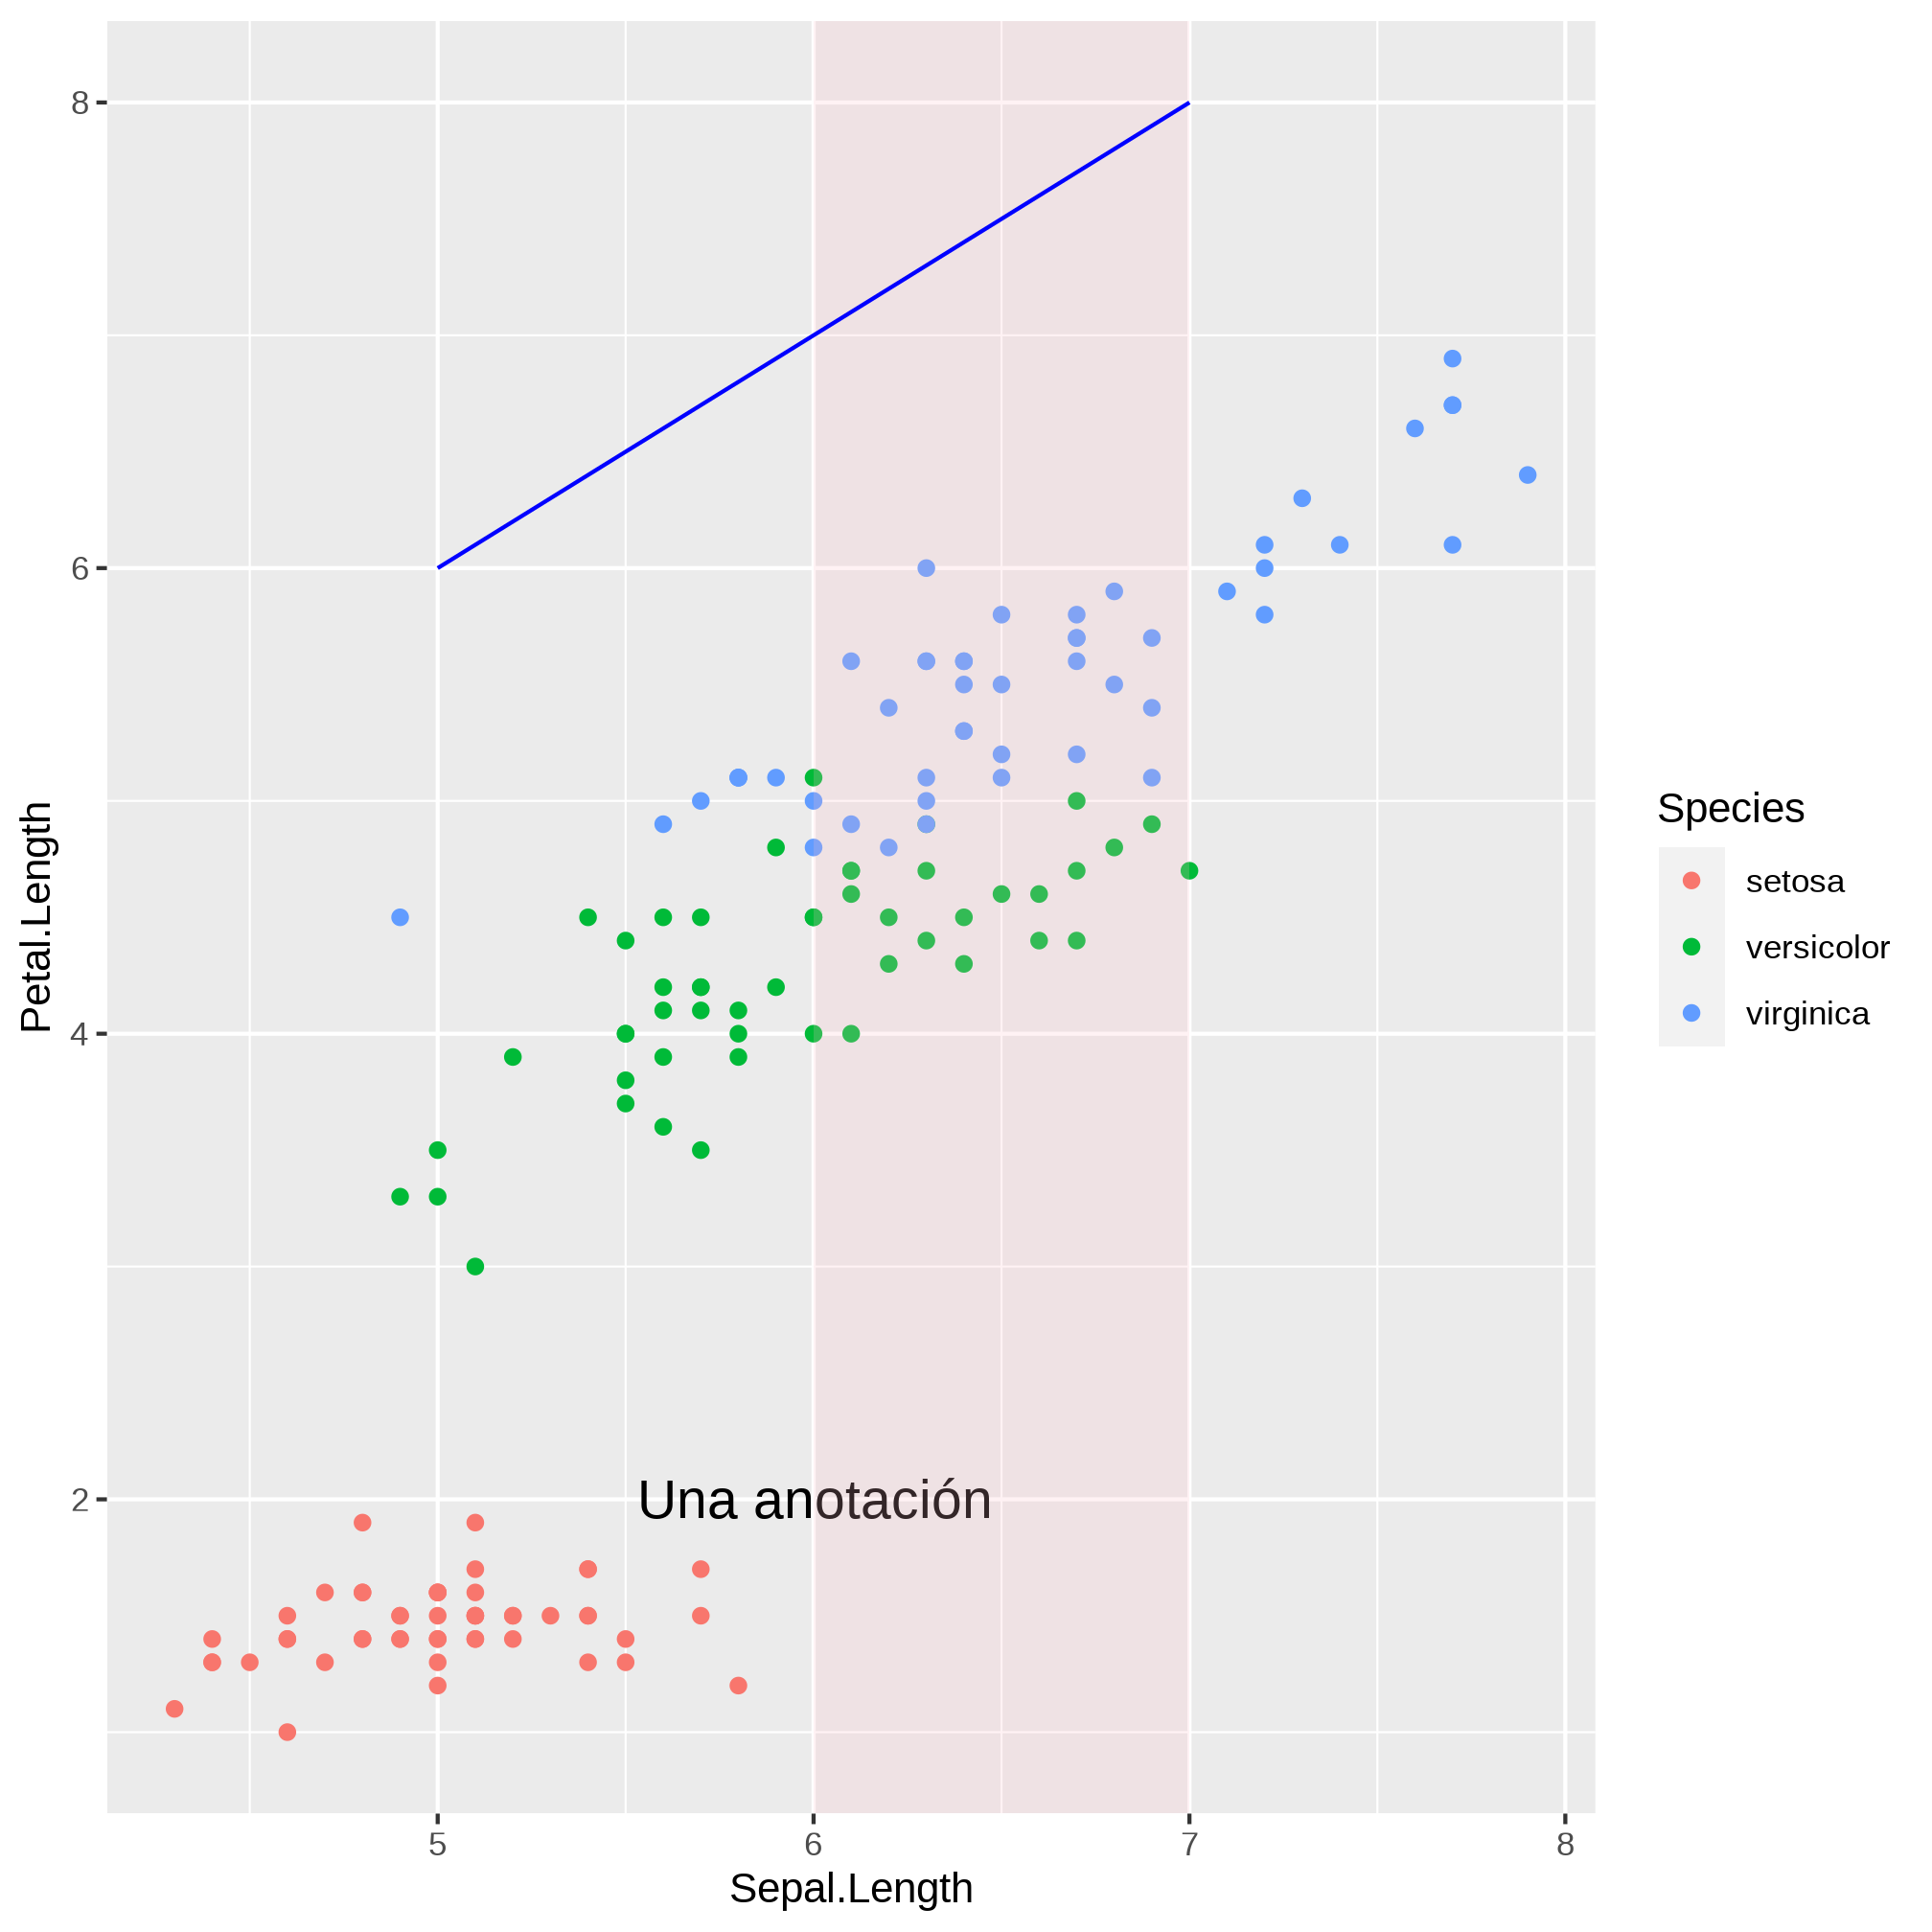 8
6
4
2
Petal.Length
Una anotación
5 6 7 8
Sepal.Length
Species
setosa
versicolor
virginica